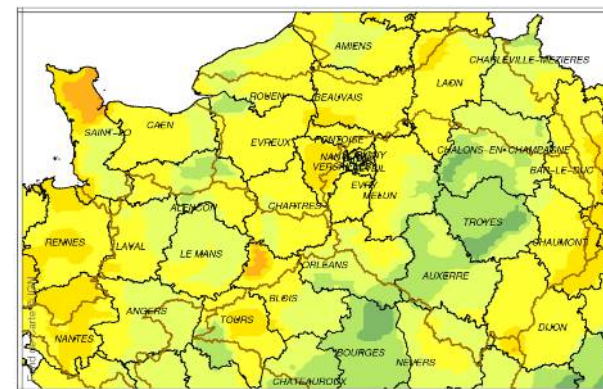 AMIENS
CHARLEVILLE-MEZIERES
LAON
ROUEN
BEAUVAIS
SAINT-LO
CAEN
EVREUX
PONTOISE
CHALONS-EN-CHAMPAGNE
BAR-LE-DUC
EVRY
MELUN
ALENCON
CHARTRES
TROYES
RENNES
LAVAL
LE MANS
CHAUMONT
ORLEANS
AUXERRE
BLOIS
ANGERS
TOURS
NANTES
DIJON
BOURGES
NEVERS
CHATEAUROUX